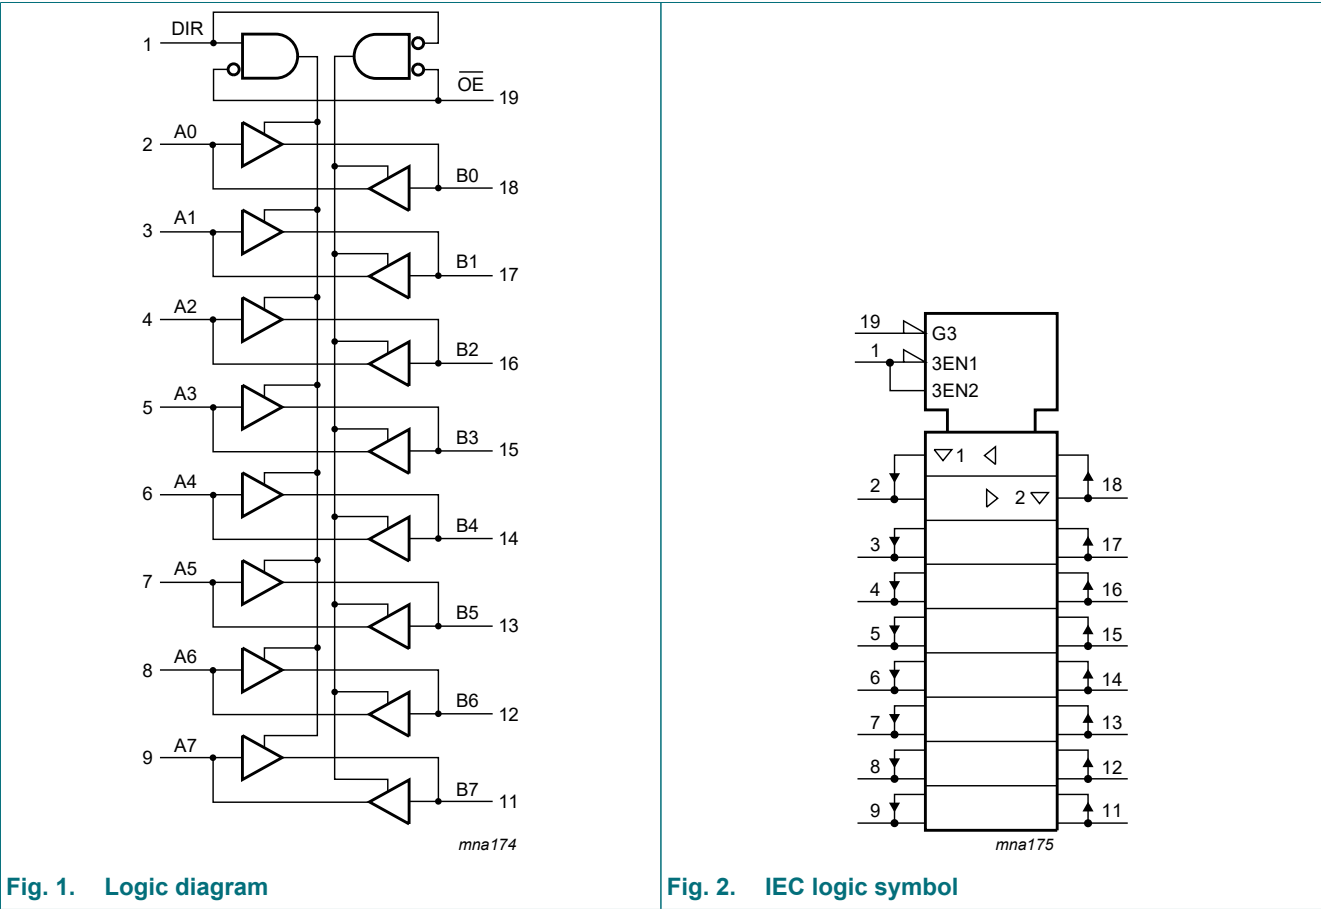 DIR
1
OE
19
A0
2
B0
18
A1
3
B1
17
A2
4
B2
16
A3
5
B3
15
A4
6
B4
14
A5
7
B5
13
A6
8
B6
12
A7
9
B7
11
mna174
Fig. 1. Logic diagram
19
G3
1
3EN1
3EN2
1
2
2
18
3
17
4
16
5
15
6
14
7
13
8
12
9
11
mna175
Fig. 2. IEC logic symbol